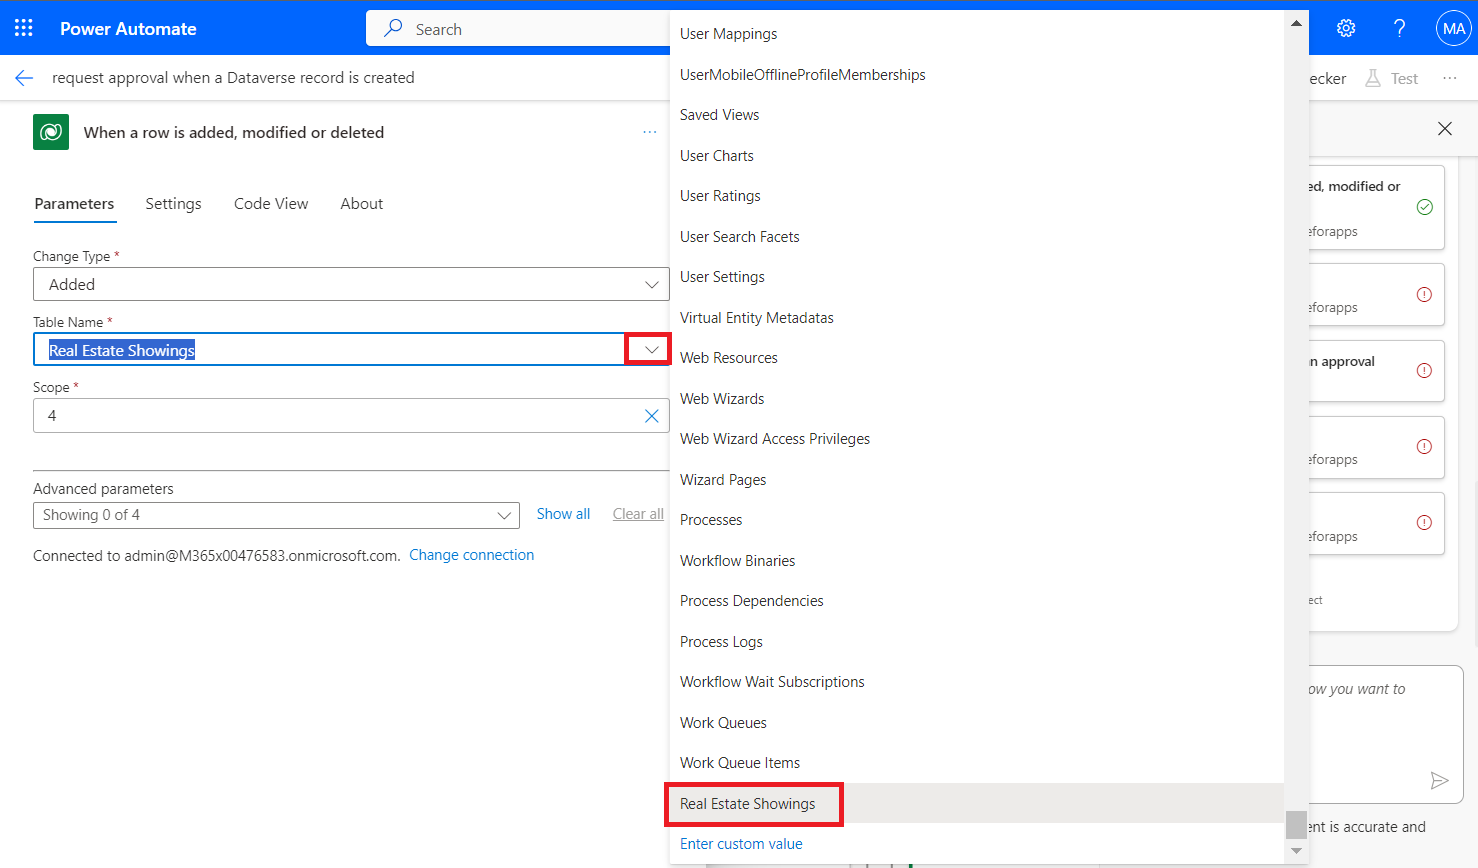 Power Automate
Search
MA
request approval when a Dataverse record is created
ecker
Test
When a row is added, modified or deleted
Parameters
Settings
Code View
About
Change Type *
Added
Table Name *
Real Estate Showings
Scope *
4
Advanced parameters
Showing 0 of 4
Show all
Clear all
Connected to admin@M365x00476583.onmicrosoft.com. Change connection
User Mappings
UserMobileOfflineProfileMemberships
Saved Views
User Charts
User Ratings
User Search Facets
User Settings
Virtual Entity Metadatas
Web Resources
Web Wizards
Web Wizard Access Privileges
Wizard Pages
Processes
Workflow Binaries
Process Dependencies
Process Logs
Workflow Wait Subscriptions
Work Queues
Work Queue Items
Real Estate Showings
Enter custom value
ed, modified or
eforapps
eforapps
n approval
eforapps
eforapps
ect
ow you want to
ent is accurate and